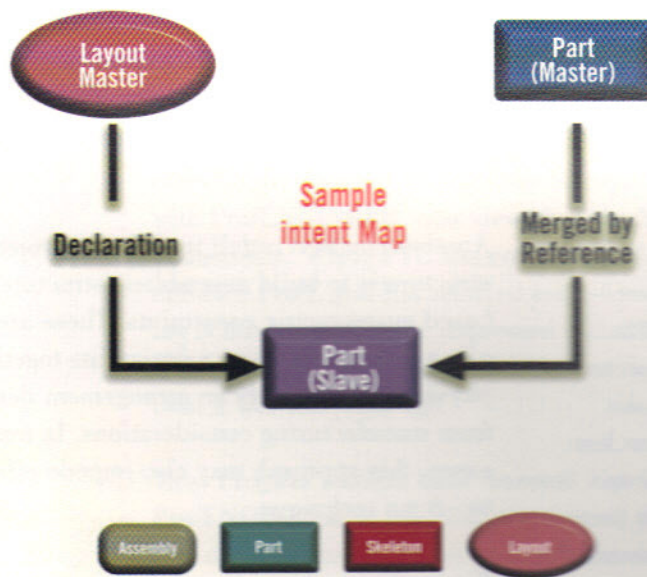 Layout
Master
Part
(Master)
Sample
intent Map
Declaration
Merged by
Reference
Part
(Slave)
Assembly
Part
Skeleton
Layout